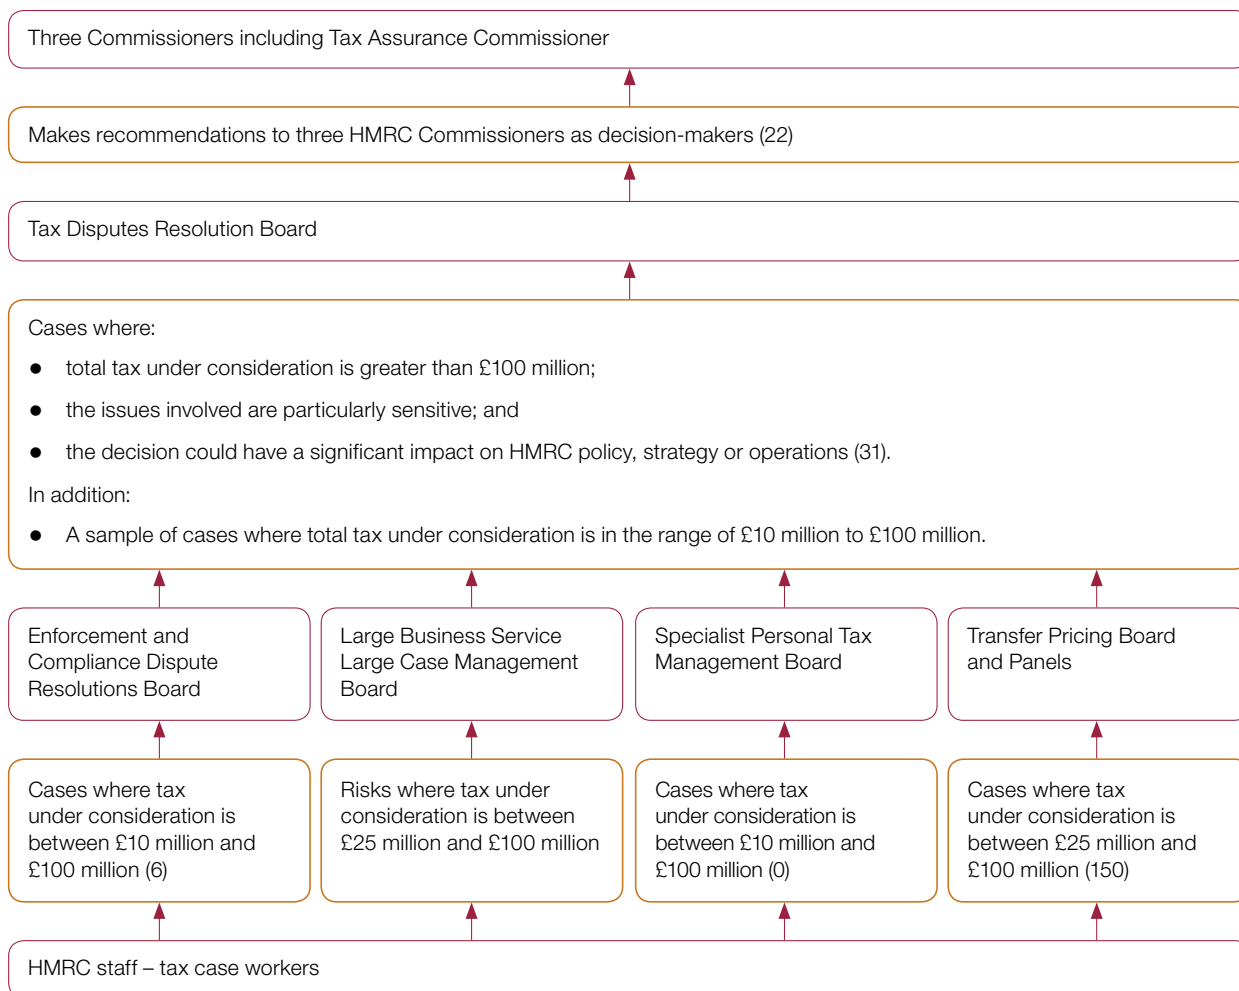 Three Commissioners including Tax Assurance Commissioner
Makes recommendations to three HMRC Commissioners as decision-makers (22)
Tax Disputes Resolution Board
Cases where:
● total tax under consideration is greater than £100 million;
● the issues involved are particularly sensitive; and
● the decision could have a significant impact on HMRC policy, strategy or operations (31).
In addition:
● A sample of cases where total tax under consideration is in the range of £10 million to £100 million.
Enforcement and
Compliance Dispute
Resolutions Board
Large Business Service
Large Case Management
Board
Specialist Personal Tax
Management Board
Transfer Pricing Board
and Panels
Cases where tax
under consideration is
between £10 million and
£100 million (6)
Risks where tax under
consideration is between
£25 million and £100 million
Cases where tax
under consideration is
between £10 million and
£100 million (0)
Cases where tax
under consideration is
between £25 million and
£100 million (150)
HMRC staff – tax case workers